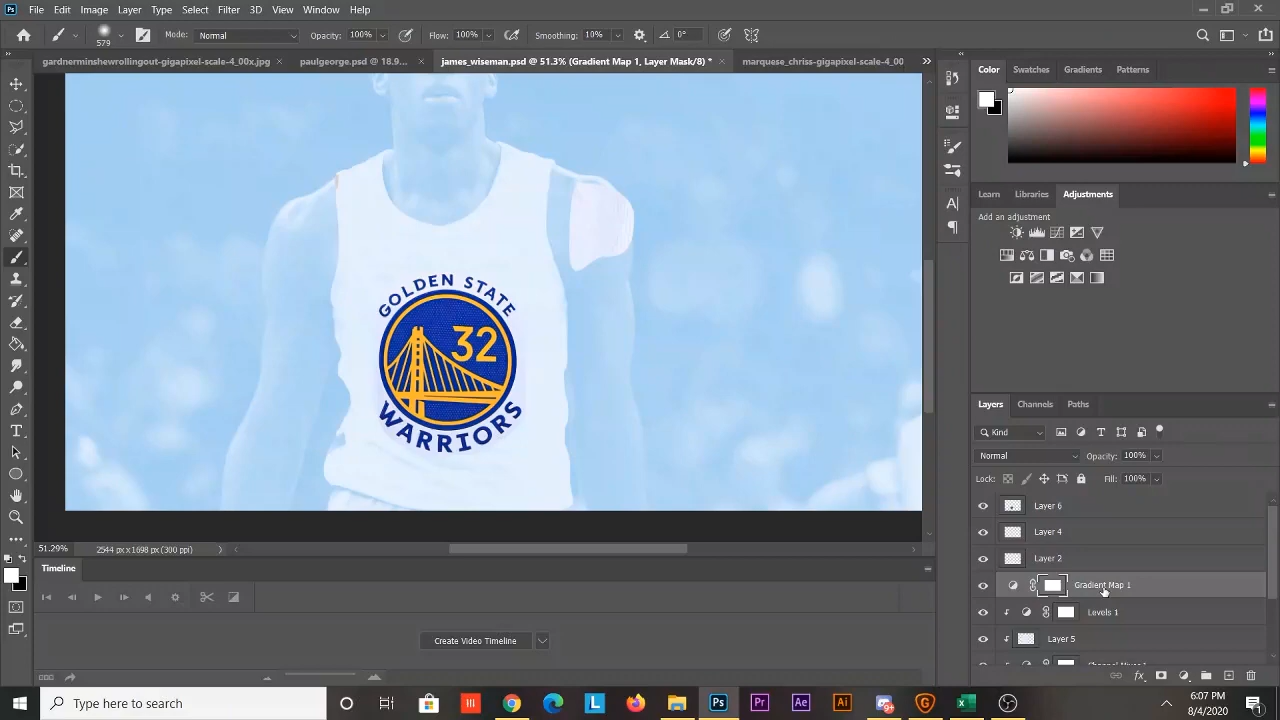 Ps File Edit Image Layer Type Select Filter 3D View Window Help
579 Mode: Normal Opacity: 100% Flow: 100% Smoothing: 10% 0°
gardnerminshewrollingout-gigapixel-scale-4_00x.jpg × paulgeorge.psd @ 18.9... × james_wiseman.psd @ 51.3% (Gradient Map 1, Layer Mask/8) * × marquese_chriss-gigapixel-scale-4_00
Color Swatches Gradients Patterns
Learn Libraries Adjustments
Add an adjustment
GOLDEN STATE
32
WARRIORS
Layers Channels Paths
Kind
Normal Opacity: 100%
Lock: Fill: 100%
Layer 6
Layer 4
Layer 2
Gradient Map 1
Levels 1
Layer 5
51.29% 2544 px x 1698 px (300 ppi)
Timeline
Create Video Timeline
Type here to search
Ps Pr Ae Ai
6:07 PM
8/4/2020